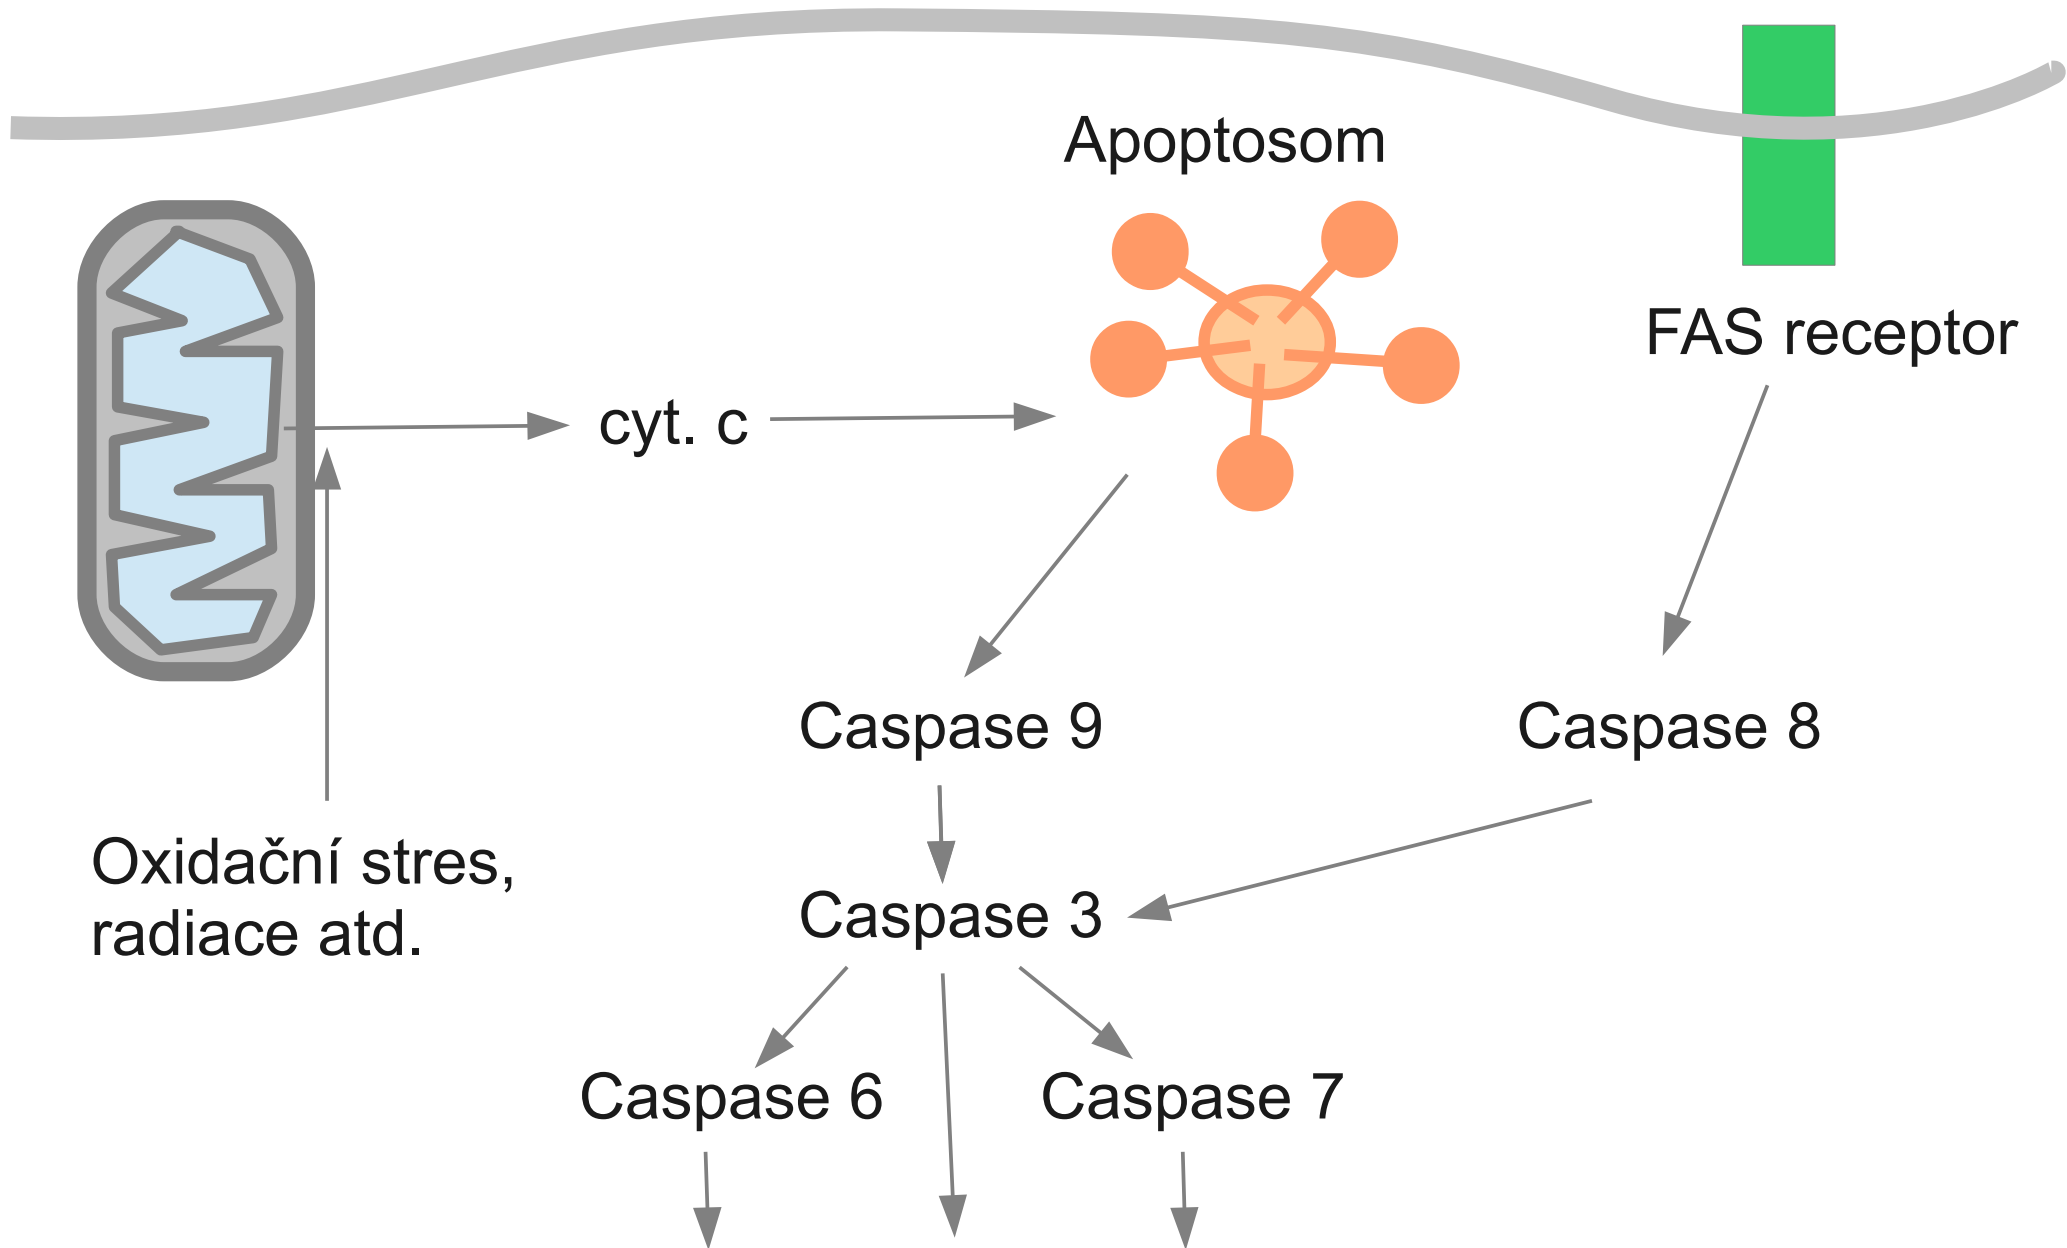 Apoptosom
FAS receptor
cyt. c
Caspase 9
Caspase 8
Oxidační stres,
radiace atd.
Caspase 3
Caspase 6
Caspase 7